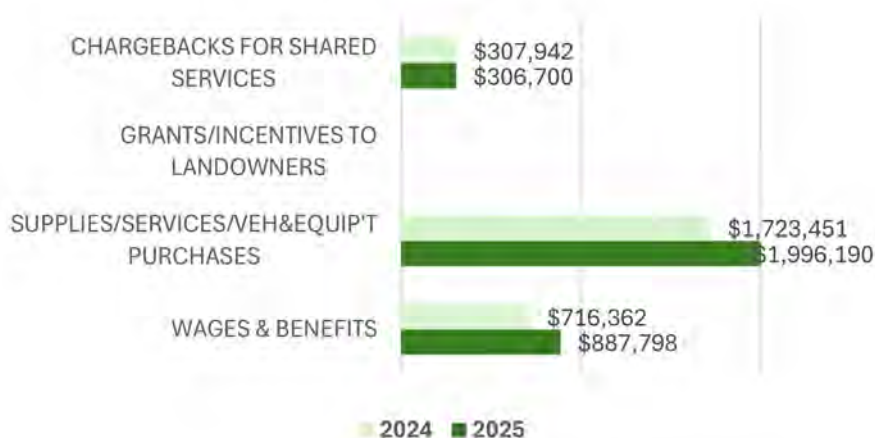 CHARGEBACKS FOR SHARED
SERVICES
$307,942
$306,700
GRANTS/INCENTIVES TO
LANDOWNERS
SUPPLIES/SERVICES/VEH&EQUIP'T
PURCHASES
$1,723,451
$1,996,190
WAGES & BENEFITS
$716,362
$887,798
2024 2025